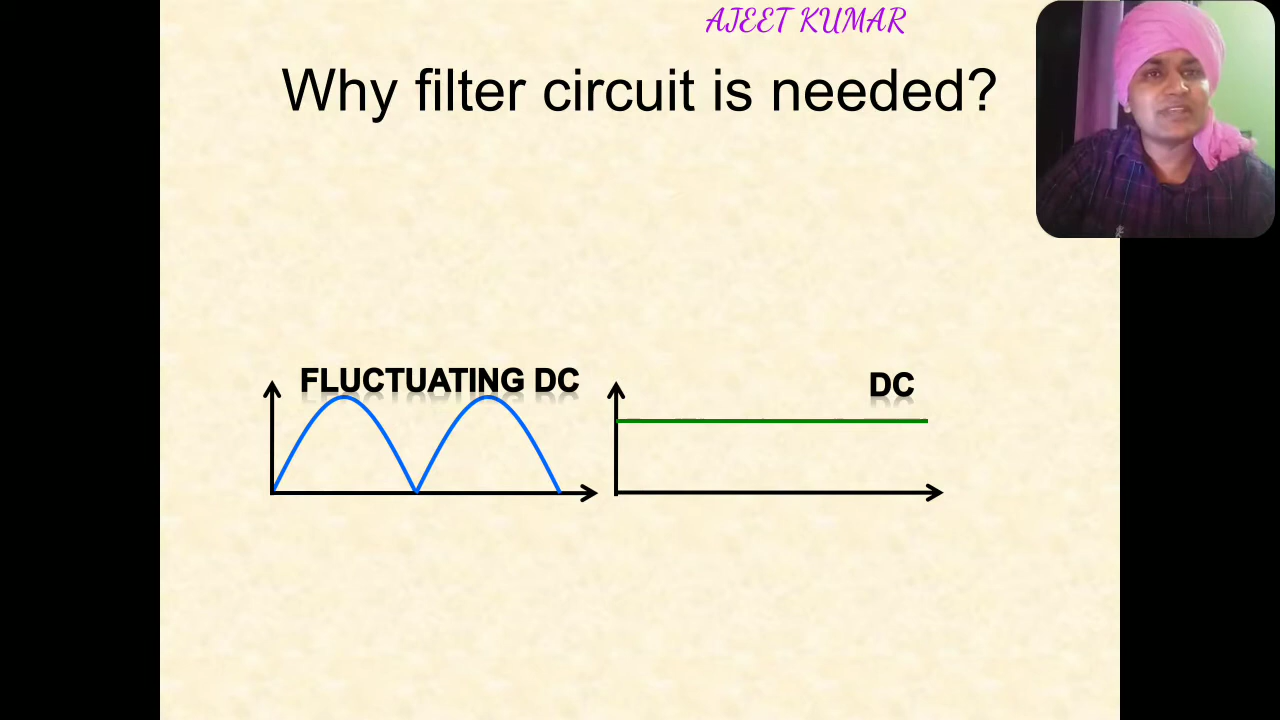 AJEET KUMAR
Why filter circuit is needed?
FLUCTUATING DC
DC